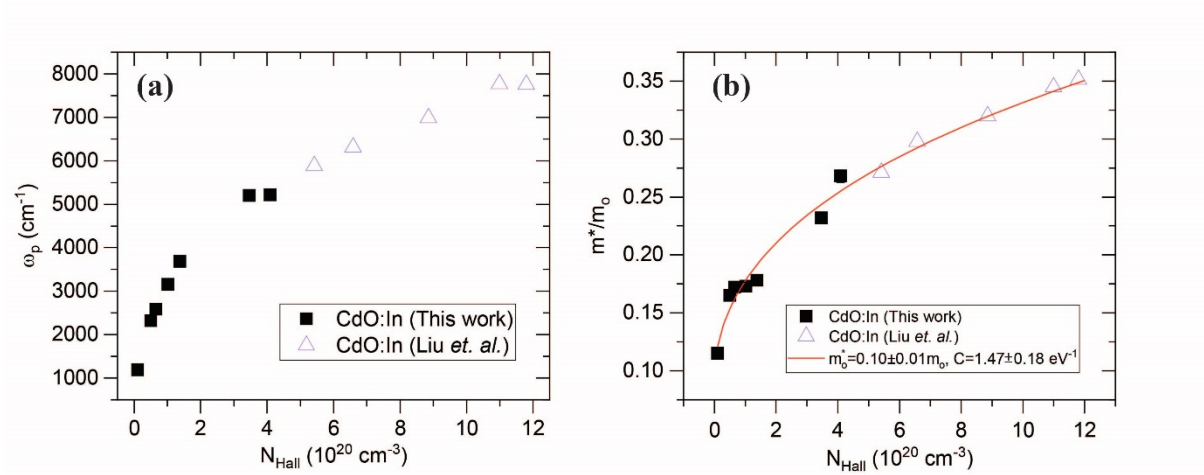 (a)
8000
7000
6000
5000
4000
3000
2000
1000
ωp (cm-1)
0 2 4 6 8 10 12
NHall (1020 cm-3)
CdO:In (This work)
CdO:In (Liu et. al.)
(b)
0.35
0.30
0.25
0.20
0.15
0.10
m*/mo
0 2 4 6 8 10 12
NHall (1020 cm-3)
CdO:In (This work)
CdO:In (Liu et. al.)
m*o=0.10±0.01mo, C=1.47±0.18 eV-1